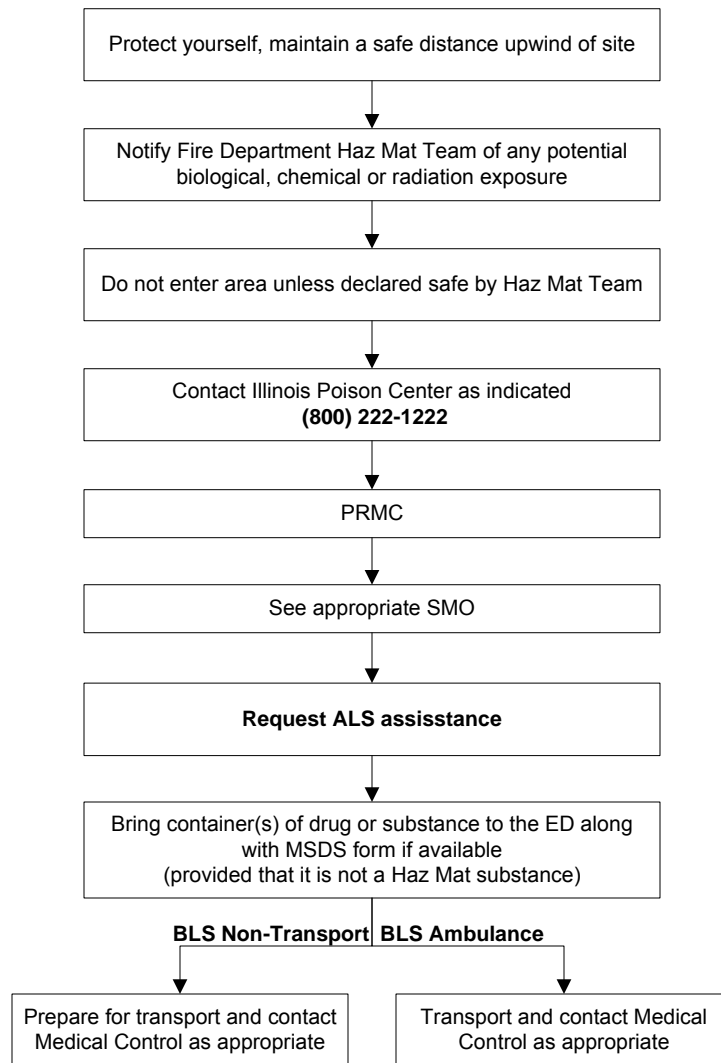 Protect yourself, maintain a safe distance upwind of site
Notify Fire Department Haz Mat Team of any potential
biological, chemical or radiation exposure
Do not enter area unless declared safe by Haz Mat Team
Contact Illinois Poison Center as indicated
(800) 222-1222
PRMC
See appropriate SMO
Request ALS assisstance
Bring container(s) of drug or substance to the ED along
with MSDS form if available
(provided that it is not a Haz Mat substance)
BLS Non-Transport
BLS Ambulance
Prepare for transport and contact
Medical Control as appropriate
Transport and contact Medical
Control as appropriate